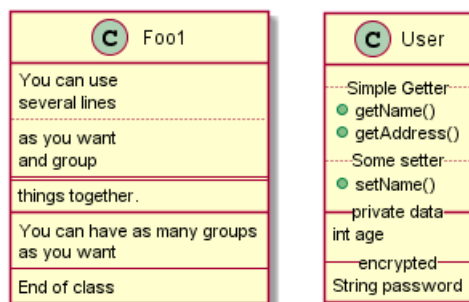 C Foo1
You can use
several lines
as you want
and group
things together.
You can have as many groups
as you want
End of class
C User
Simple Getter
getName()
getAddress()
Some setter
setName()
private data
int age
encrypted
String password